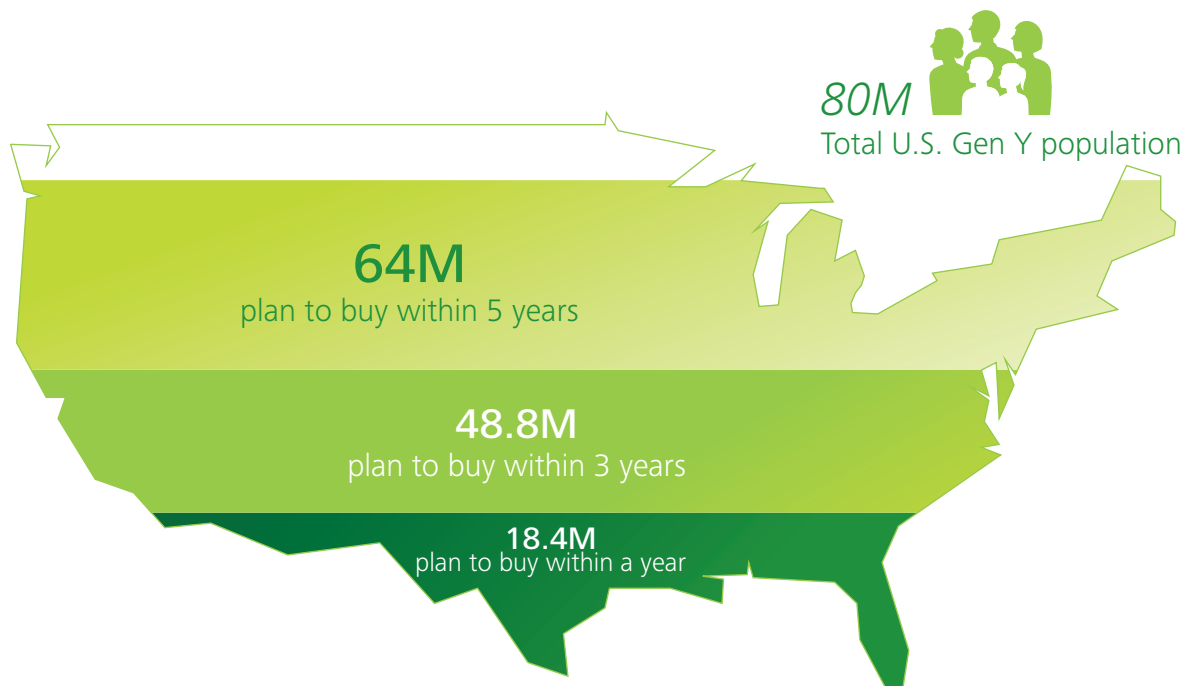 80M
Total U.S. Gen Y population
64M
plan to buy within 5 years
48.8M
plan to buy within 3 years
18.4M
plan to buy within a year